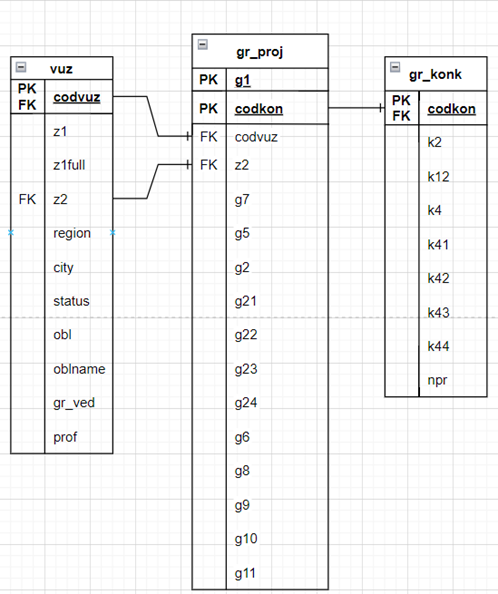 vuz
PK
FK
codvuz
z1
z1full
FK z2
region
city
status
obl
oblname
gr_ved
prof
gr_proj
PK g1
PK codkon
FK codvuz
FK z2
g7
g5
g2
g21
g22
g23
g24
g6
g8
g9
g10
g11
gr_konk
PK
FK
codkon
k2
k12
k4
k41
k42
k43
k44
npr